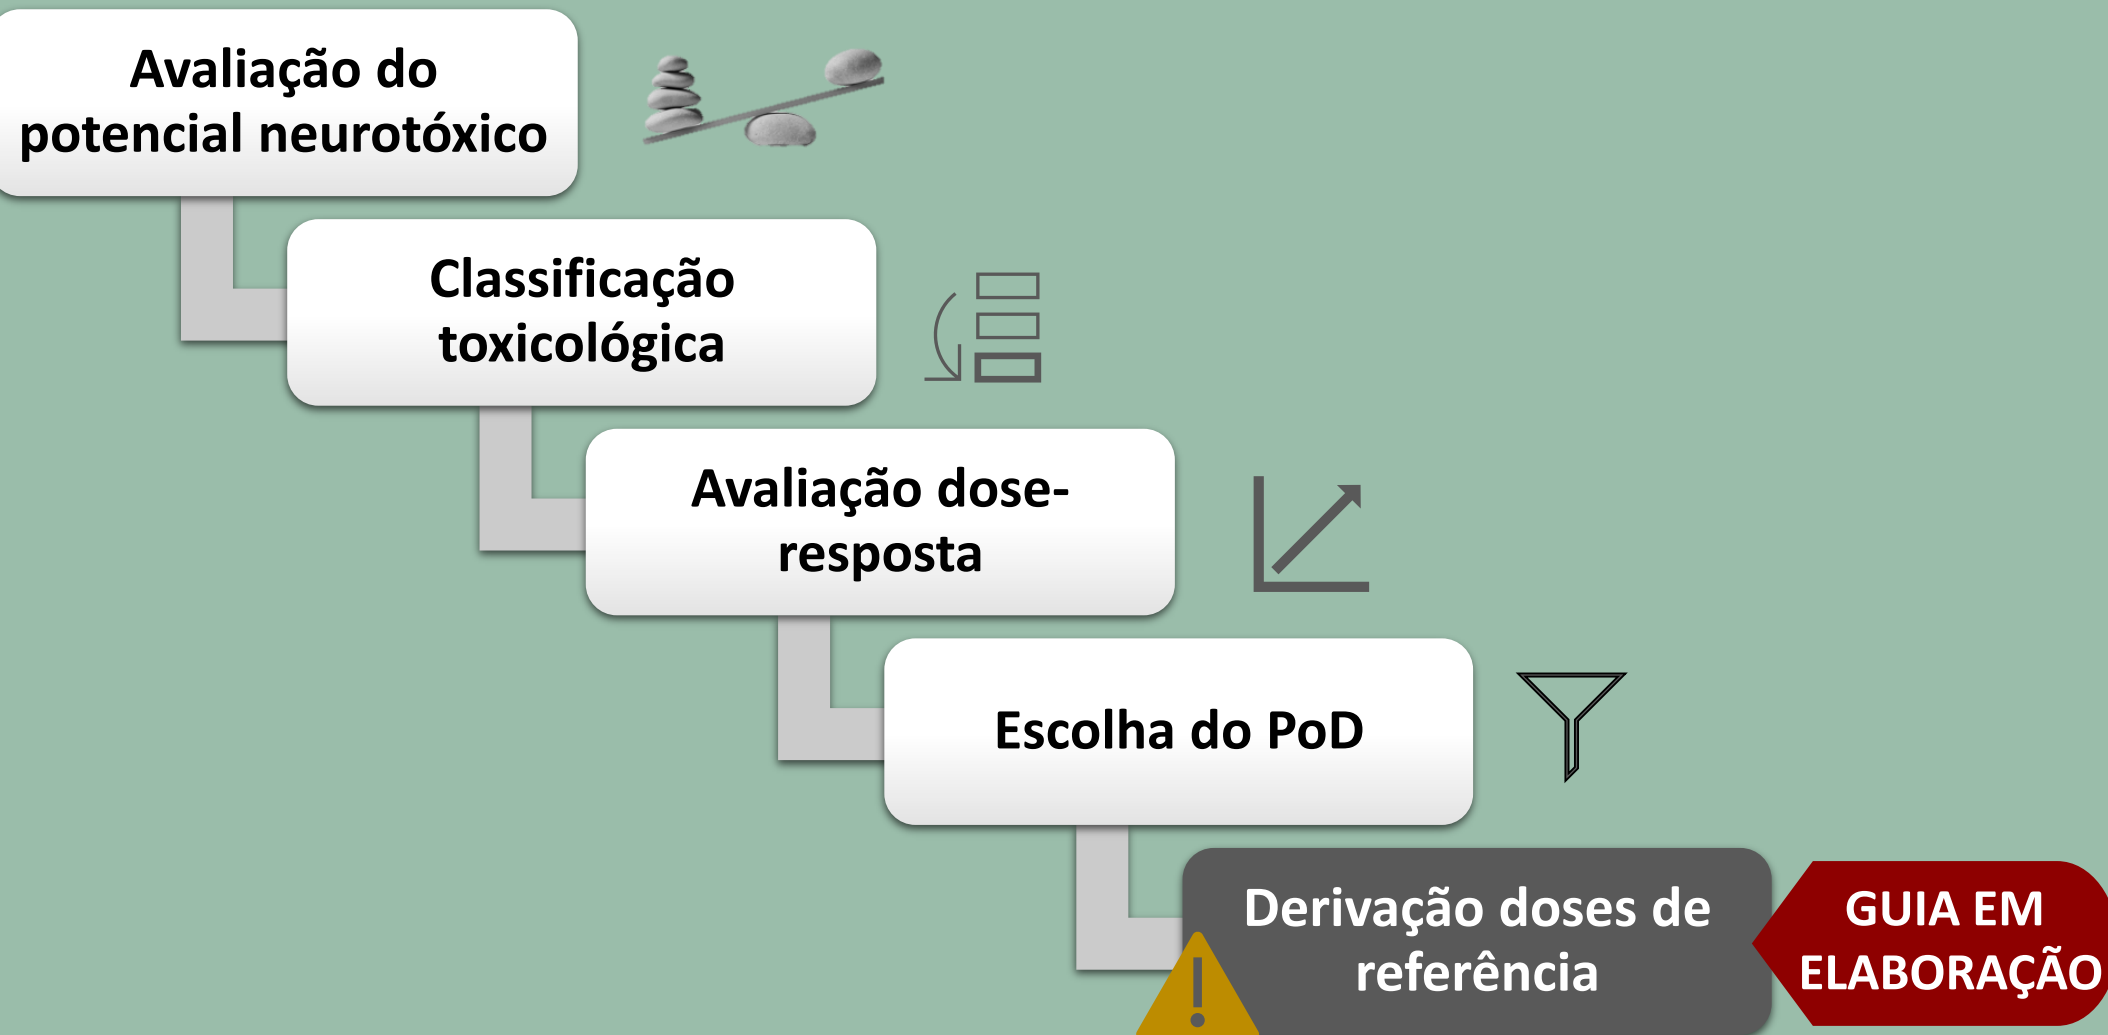 Avaliação do
potencial neurotóxico
Classificação
toxicológica
Avaliação dose-
resposta
Escolha do PoD
Derivação doses de
referência
GUIA EM
ELABORAÇÃO